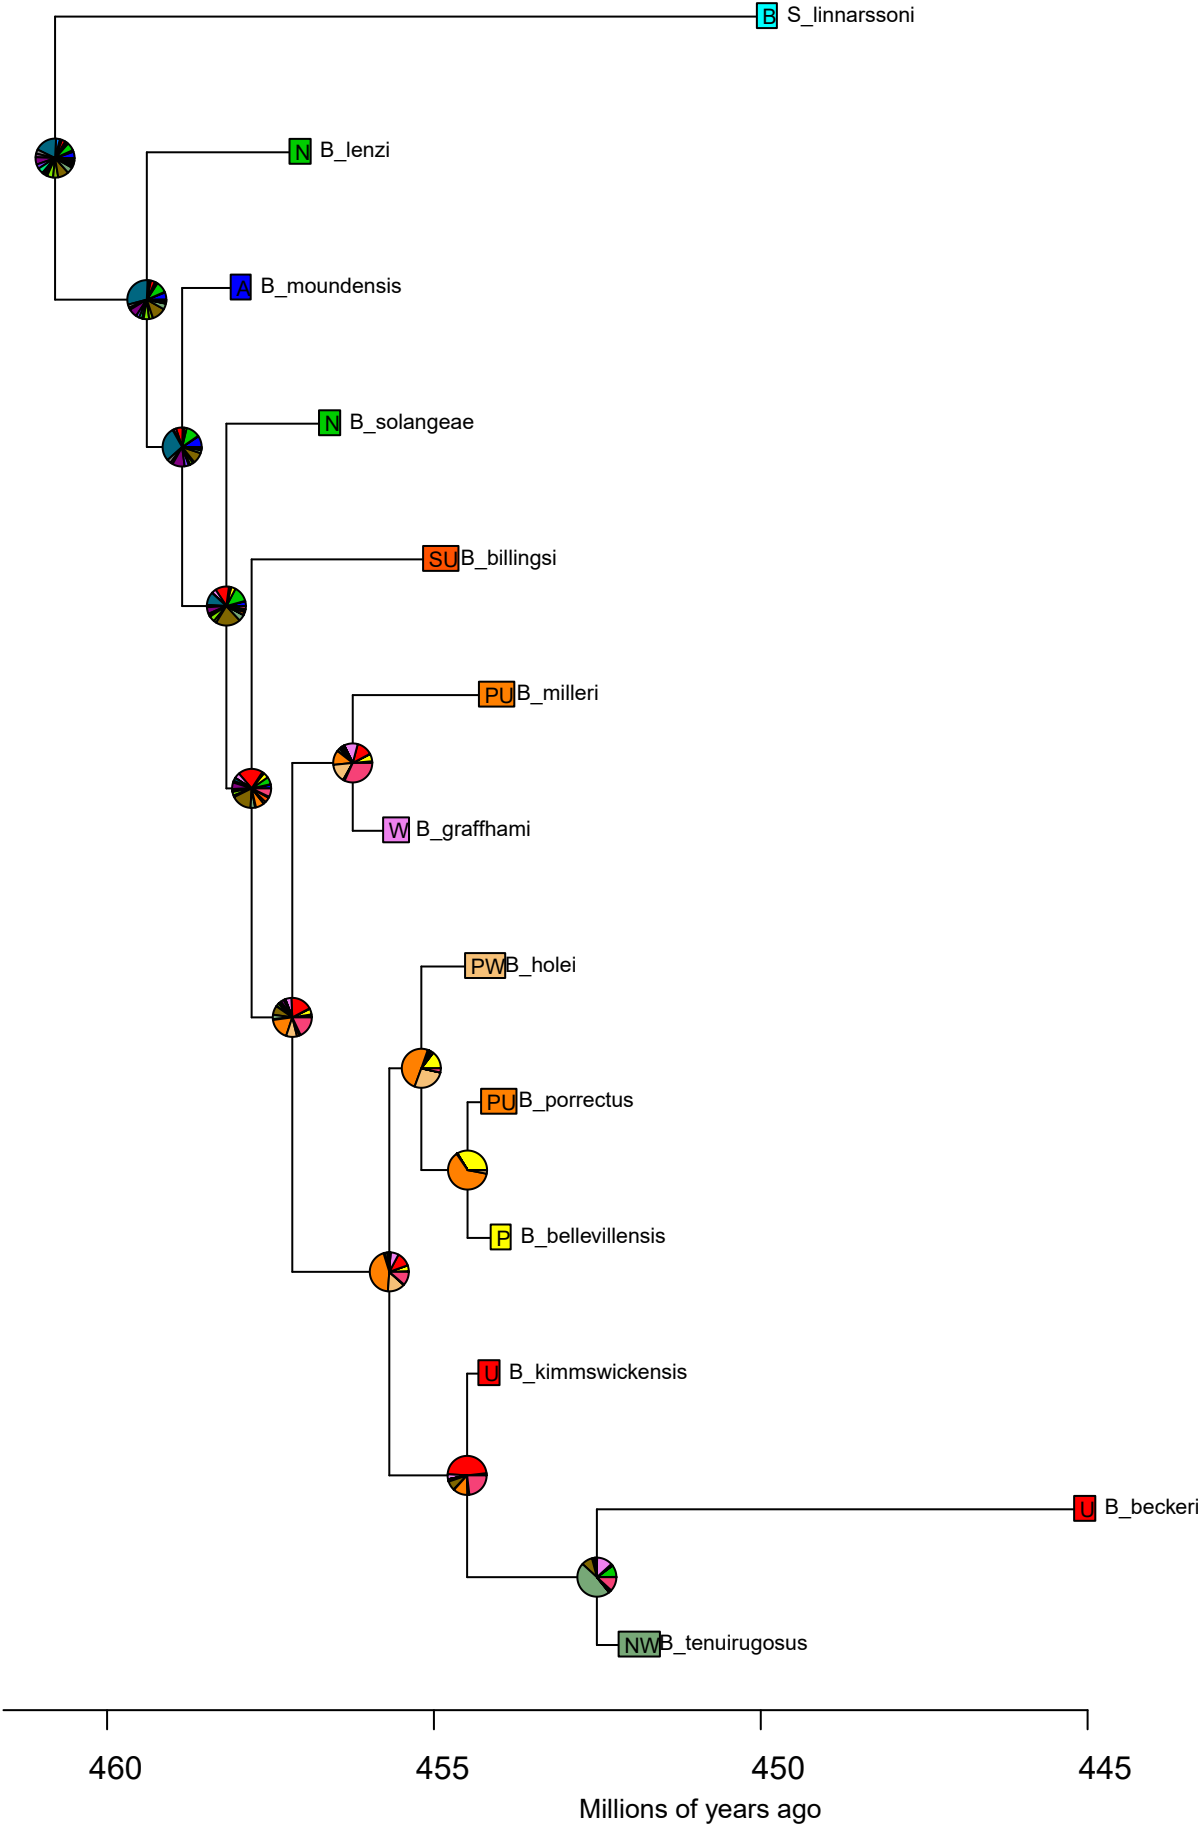 B S_linnarssoni
N B_lenzi
A B_moundensis
N B_solangeae
SU B_billingsi
PU B_milleri
W B_graffhami
PW B_holei
PU B_porrectus
P B_bellevillensis
U B_kimmswickensis
U B_beckeri
NW B_tenuirugosus
460 455 450 445
Millions of years ago